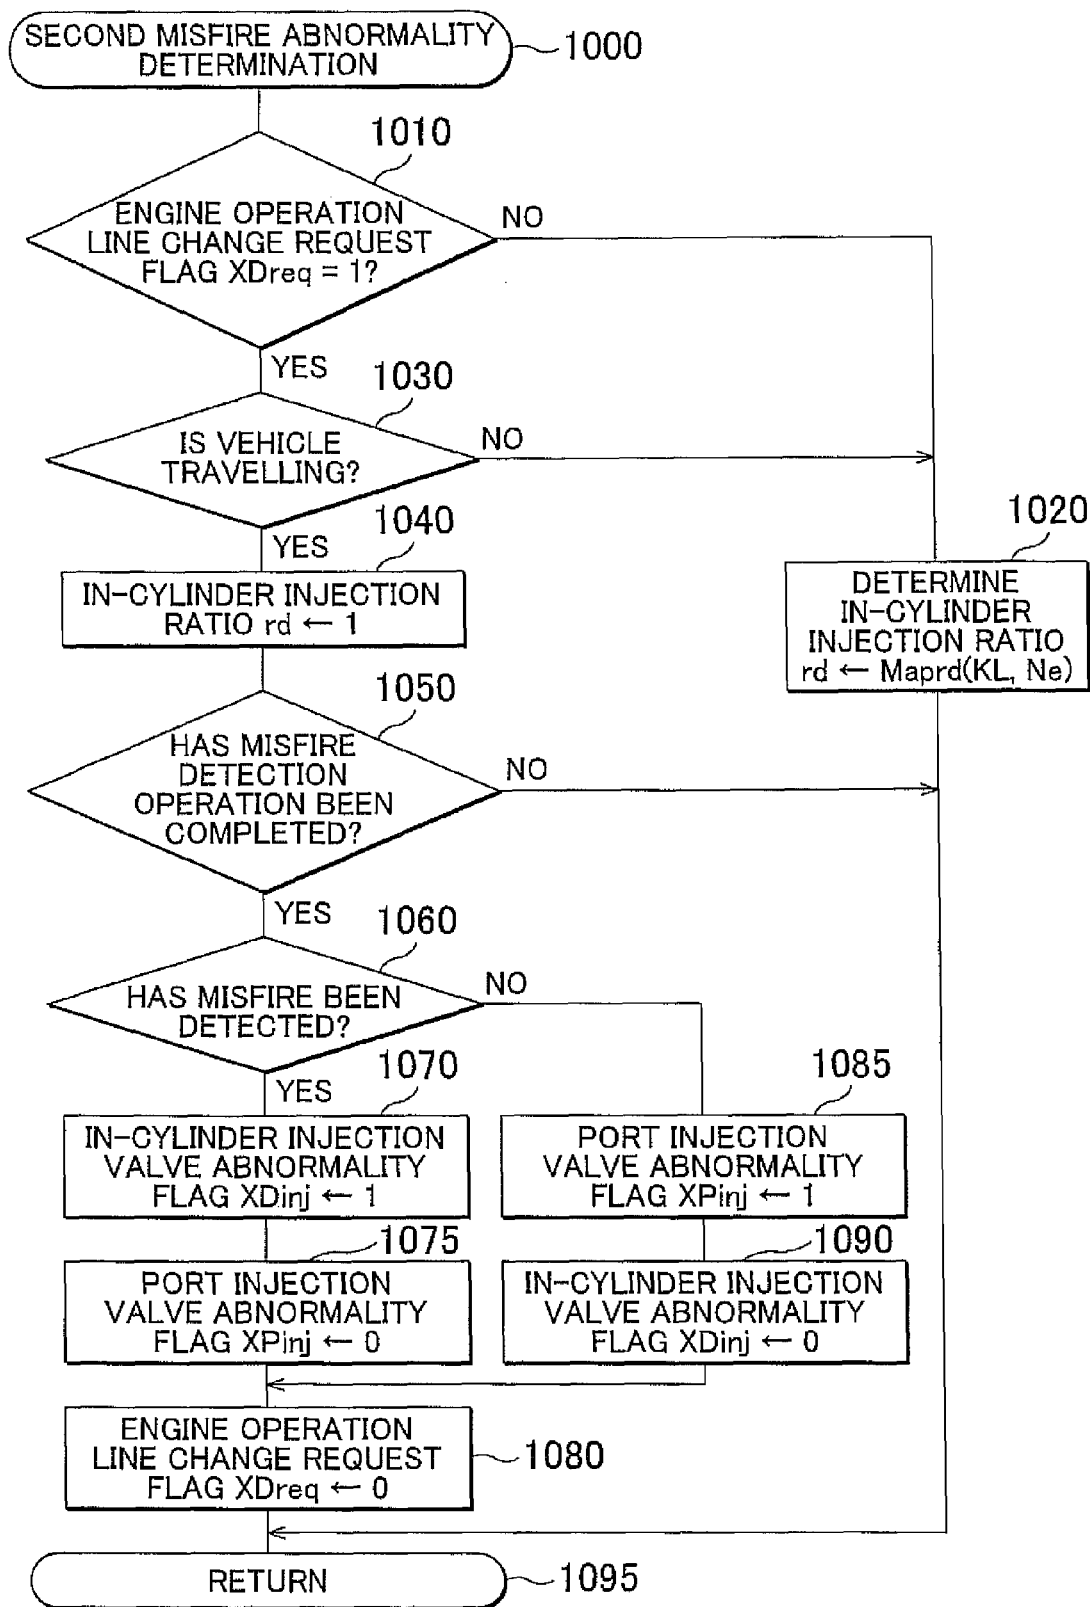 SECOND MISFIRE ABNORMALITY
DETERMINATION
1000
1010
ENGINE OPERATION
LINE CHANGE REQUEST
FLAG XDreq = 1?
NO
YES
1030
IS VEHICLE
TRAVELLING?
NO
YES
1040
IN-CYLINDER INJECTION
RATIO rd ← 1
1020
DETERMINE
IN-CYLINDER
INJECTION RATIO
rd ← Maprd(KL, Ne)
1050
HAS MISFIRE
DETECTION
OPERATION BEEN
COMPLETED?
NO
YES
1060
HAS MISFIRE BEEN
DETECTED?
NO
YES
1070
IN-CYLINDER INJECTION
VALVE ABNORMALITY
FLAG XDinj ← 1
1085
PORT INJECTION
VALVE ABNORMALITY
FLAG XPinj ← 1
1075
PORT INJECTION
VALVE ABNORMALITY
FLAG XPinj ← 0
1090
IN-CYLINDER INJECTION
VALVE ABNORMALITY
FLAG XDinj ← 0
ENGINE OPERATION
LINE CHANGE REQUEST
FLAG XDreq ← 0
1080
RETURN
1095